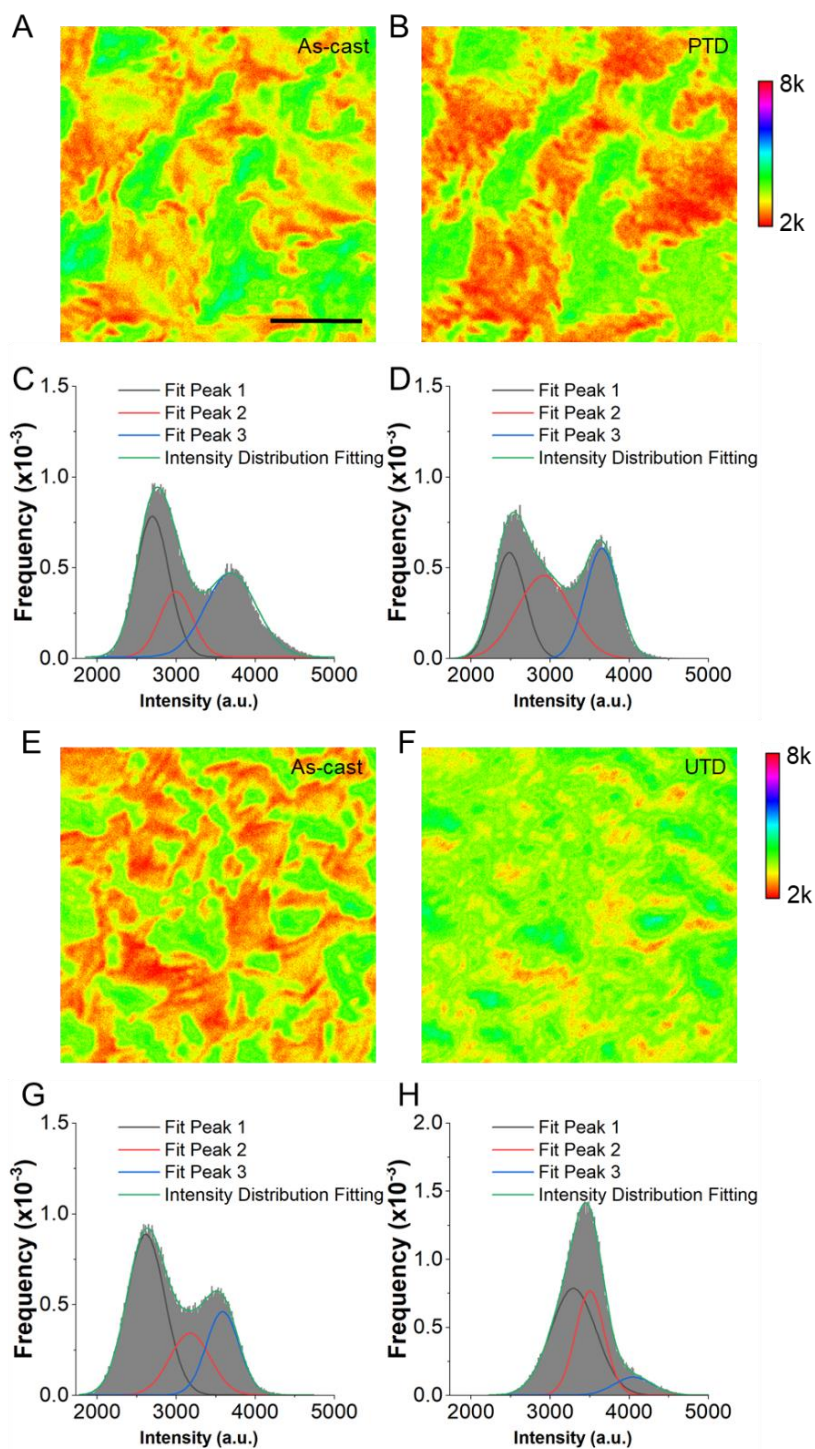 A
As-cast
B
PTD
8k
2k
C
D
Fit Peak 1
Fit Peak 2
Fit Peak 3
Intensity Distribution Fitting
1.5
1.0
0.5
0.0
Frequency (x10⁻³)
2000 3000 4000 5000
Intensity (a.u.)
Fit Peak 1
Fit Peak 2
Fit Peak 3
Intensity Distribution Fitting
1.5
1.0
0.5
0.0
Frequency (x10⁻³)
2000 3000 4000 5000
Intensity (a.u.)
E
As-cast
F
UTD
8k
2k
G
H
Fit Peak 1
Fit Peak 2
Fit Peak 3
Intensity Distribution Fitting
1.5
1.0
0.5
0.0
Frequency (x10⁻³)
2000 3000 4000 5000
Intensity (a.u.)
Fit Peak 1
Fit Peak 2
Fit Peak 3
Intensity Distribution Fitting
2.0
1.5
1.0
0.5
0.0
Frequency (x10⁻³)
2000 3000 4000 5000
Intensity (a.u.)